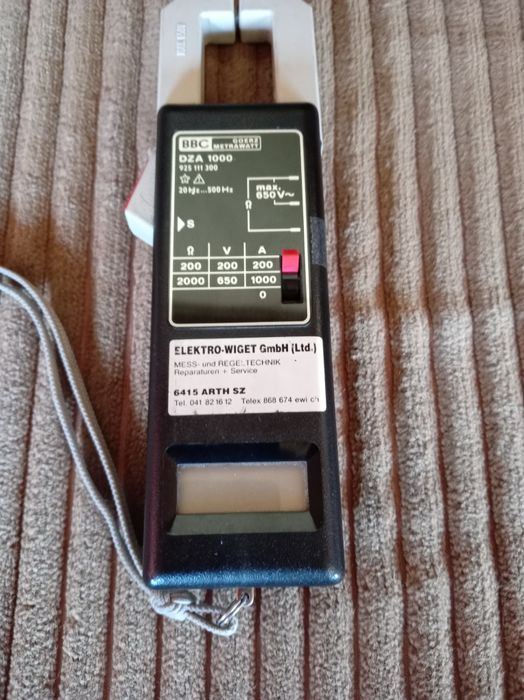 BBC GOERZ METRAWATT
DZA 1000
925 111 300
20 Hz...500 Hz
max.
650V~
Ω
S
Ω V A
200 200 200
2000 650 1000
0
ELEKTRO-WIGET GmbH (Ltd.)
MESS- und REGELTECHNIK
Reparaturen + Service
6415 ARTH SZ
Tel. 041 82 16 12 Telex 868 674 ewi ch